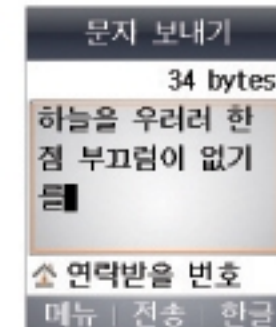 문자 보내기
34 bytes
하늘을 우러러 한
점 부끄럼이 없기
를
연락받을 번호
메뉴 | 전송 | 한글